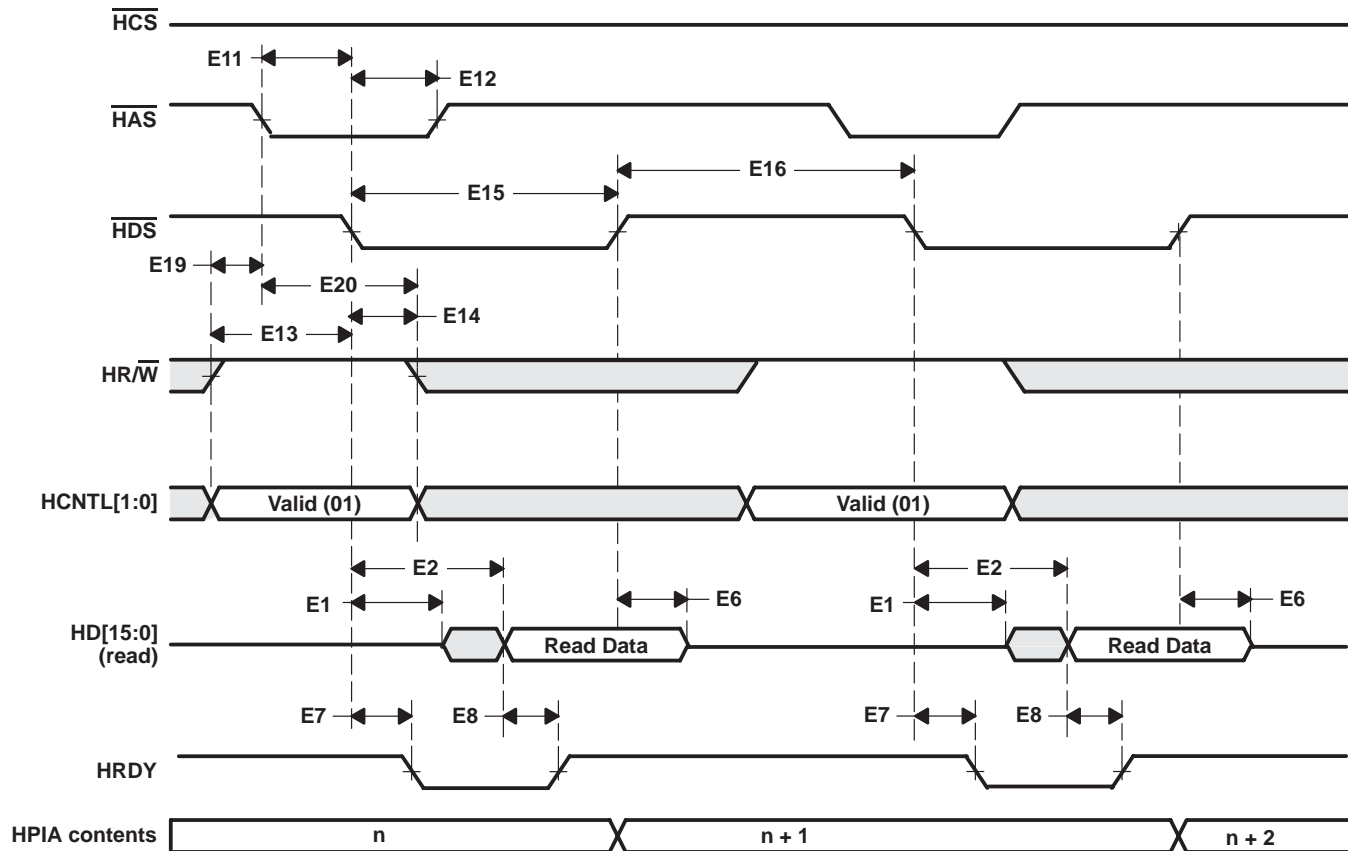 HCS
E11
E12
HAS
E16
E15
HDS
E19
E20
E14
E13
HR/W
HCNTL[1:0] Valid (01) Valid (01)
E2 E2
E1 E6 E1 E6
HD[15:0]
(read) Read Data Read Data
E7 E8 E7 E8
HRDY
HPIA contents n n + 1 n + 2